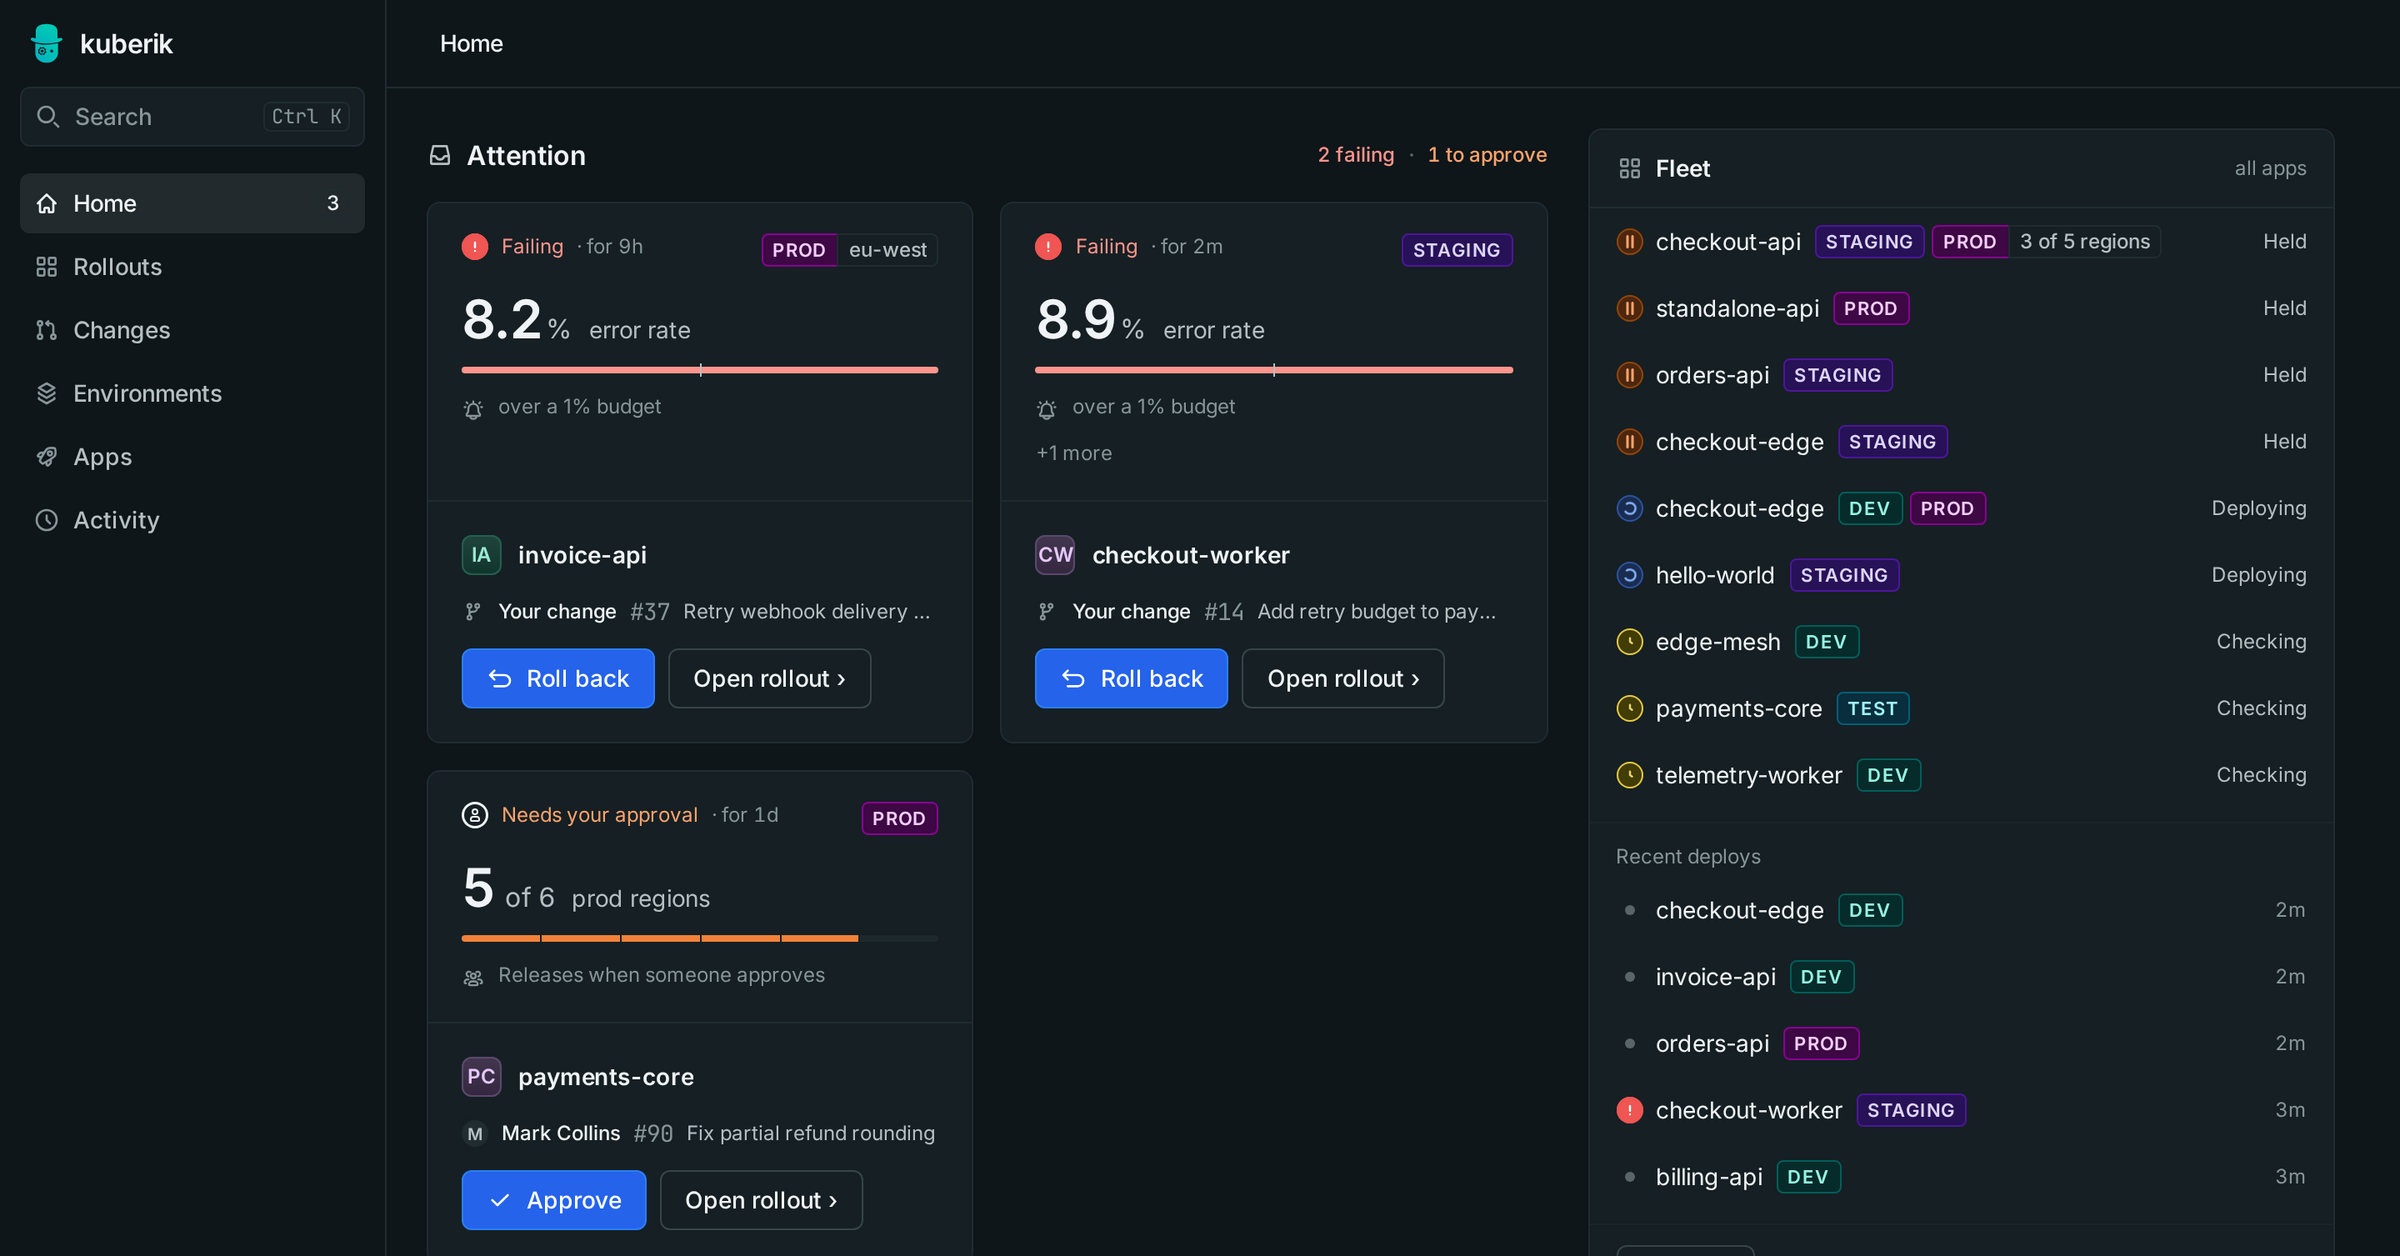 kuberik
Search Ctrl K
Home 3
Rollouts
Changes
Environments
Apps
Activity
Home
Attention 2 failing · 1 to approve
! Failing · for 9h PROD eu-west
8.2 % error rate
over a 1% budget
IA invoice-api
Your change #37 Retry webhook delivery ...
Roll back Open rollout ›
! Failing · for 2m STAGING
8.9 % error rate
over a 1% budget
+1 more
CW checkout-worker
Your change #14 Add retry budget to pay...
Roll back Open rollout ›
Needs your approval · for 1d PROD
5 of 6 prod regions
Releases when someone approves
PC payments-core
M Mark Collins #90 Fix partial refund rounding
Approve Open rollout ›
Fleet all apps
checkout-api STAGING PROD 3 of 5 regions Held
standalone-api PROD Held
orders-api STAGING Held
checkout-edge STAGING Held
checkout-edge DEV PROD Deploying
hello-world STAGING Deploying
edge-mesh DEV Checking
payments-core TEST Checking
telemetry-worker DEV Checking
Recent deploys
checkout-edge DEV 2m
invoice-api DEV 2m
orders-api PROD 2m
! checkout-worker STAGING 3m
billing-api DEV 3m